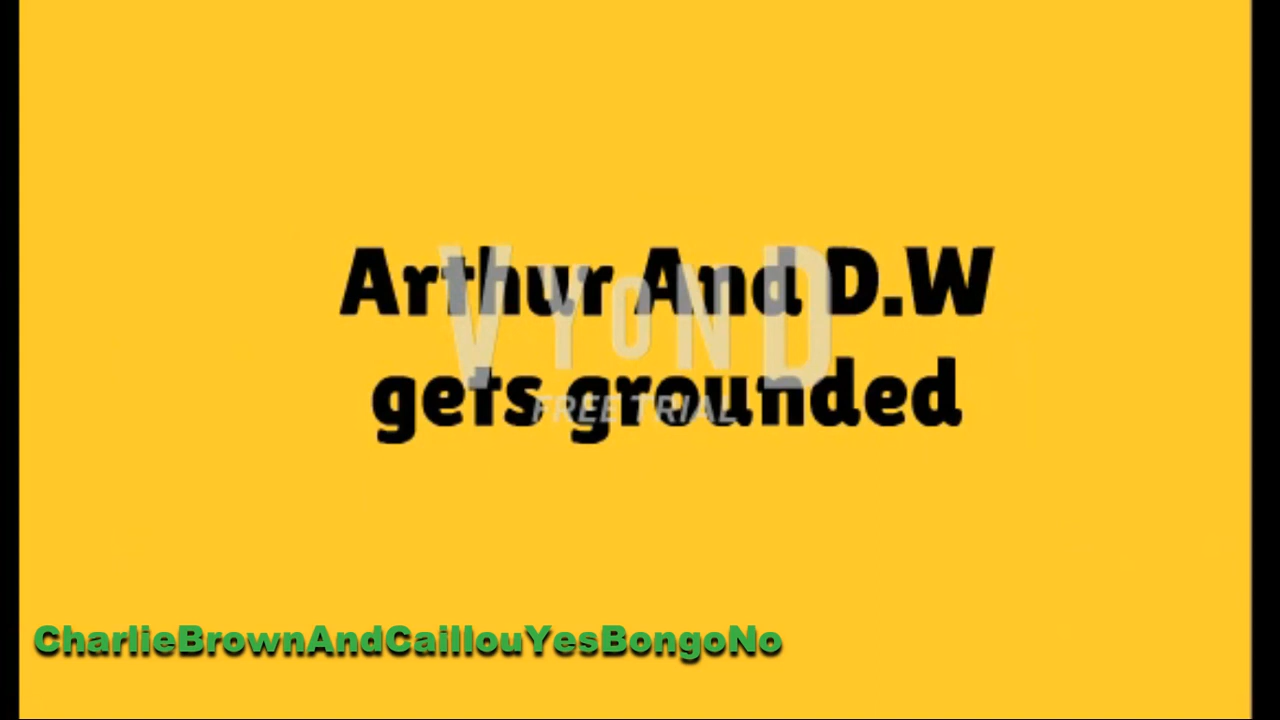 Arthur And D.W
gets grounded
VYOND
FREE TRIAL
CharlieBrownAndCaillouYesBongoNo